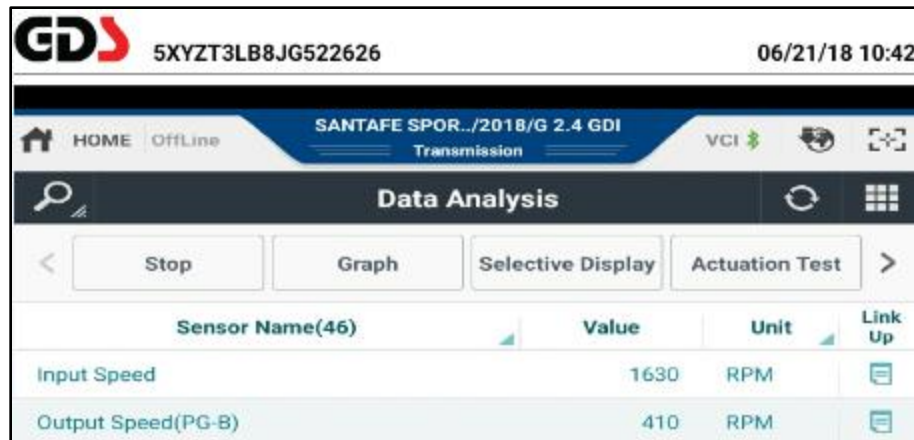 GDS 5XYZT3LB8JG522626 06/21/18 10:42
HOME OffLine SANTAFE SPOR../2018/G 2.4 GDI VCI
Transmission
Data Analysis
< Stop Graph Selective Display Actuation Test >
Sensor Name(46) Value Unit Link Up
Input Speed 1630 RPM
Output Speed(PG-B) 410 RPM